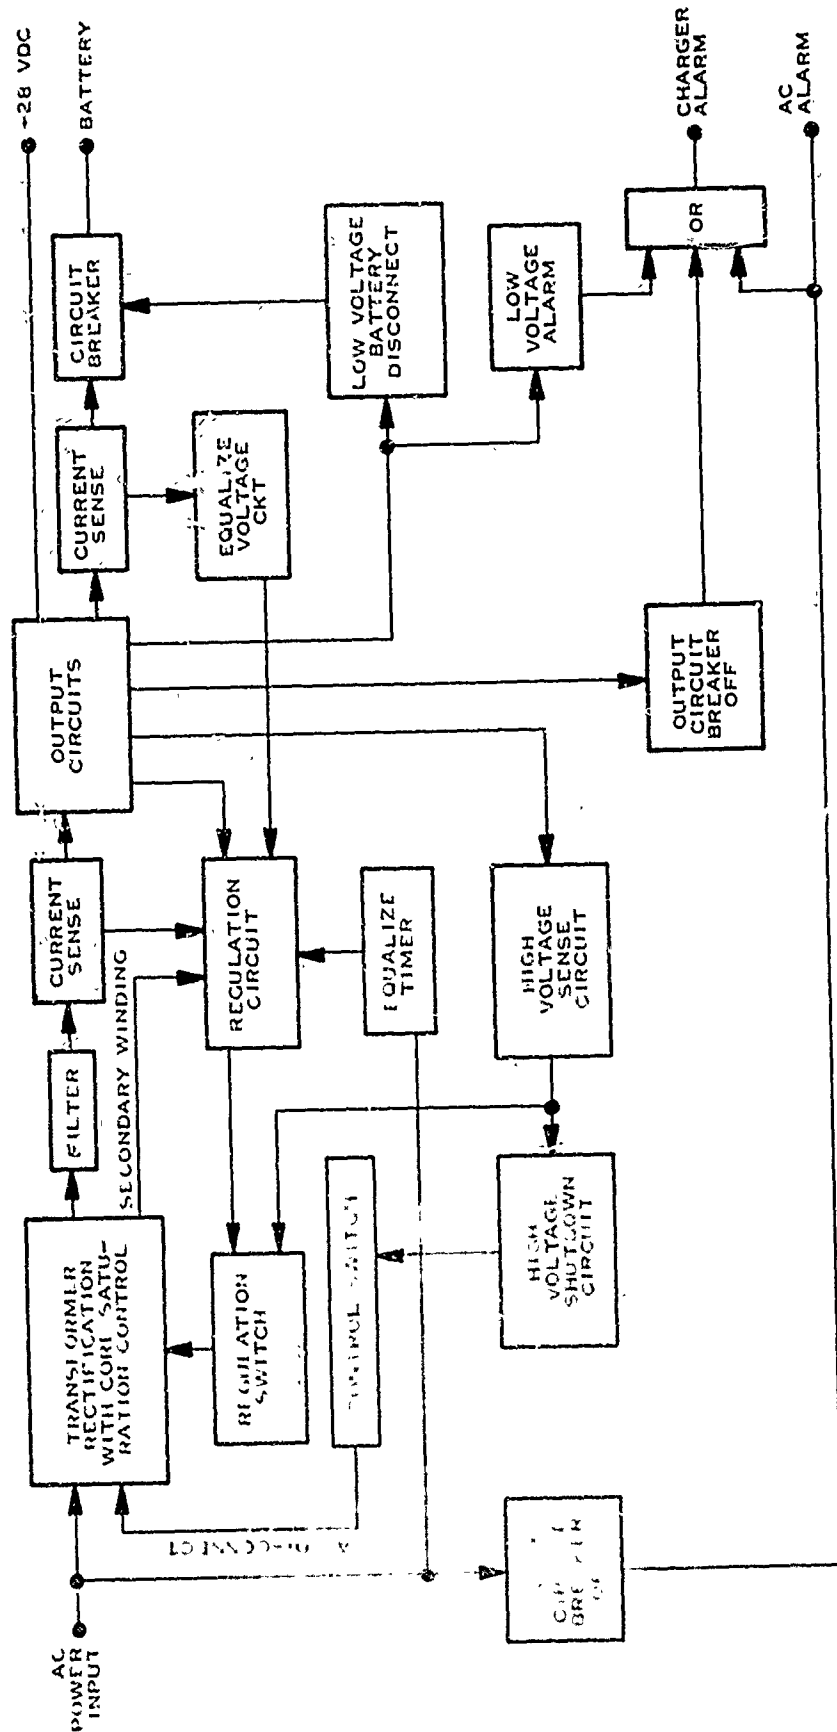 AC
POWER
INPUT
TRANSFORMER
RECTIFICATION
WITH CORE SATU-
RATION CONTROL
SECONDARY WINDING
FILTER
CURRENT
SENSE
OUTPUT
CIRCUITS
-28 VDC
CURRENT
SENSE
CIRCUIT
BREAKER
BATTERY
EQUALIZE
VOLTAGE
CKT
REGULATION
SWITCH
REGULATION
CIRCUIT
LOW VOLTAGE
BATTERY
DISCONNECT
DISCONNECT
SWITCH
EQUALIZE
TIMER
HIGH
VOLTAGE
SHUTDOWN
CIRCUIT
HIGH
VOLTAGE
SENSE
CIRCUIT
LOW
VOLTAGE
ALARM
BREAKER
OUTPUT
CIRCUIT
BREAKER
OFF
OR
CHARGER
ALARM
AC
ALARM